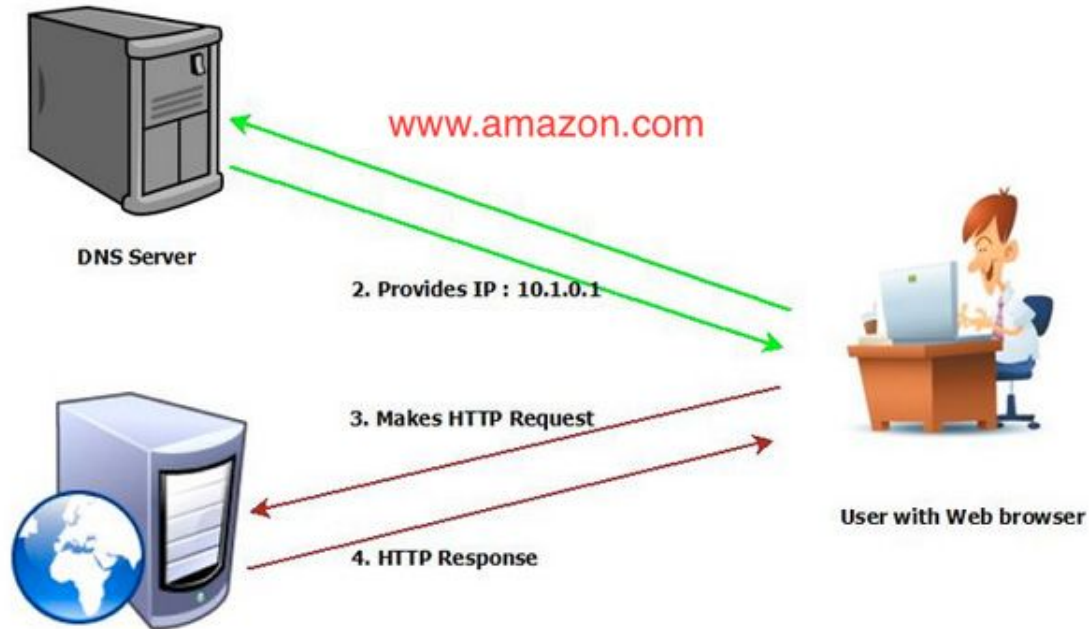 www.amazon.com
DNS Server
2. Provides IP : 10.1.0.1
3. Makes HTTP Request
User with Web browser
4. HTTP Response